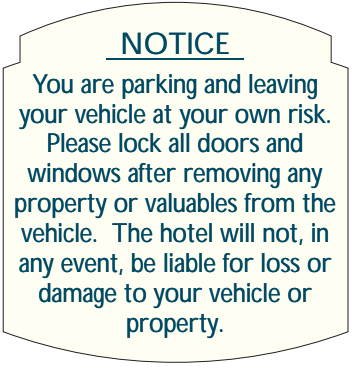 NOTICE
You are parking and leaving
your vehicle at your own risk.
Please lock all doors and
windows after removing any
property or valuables from the
vehicle.  The hotel will not, in
any event, be liable for loss or
damage to your vehicle or
property.